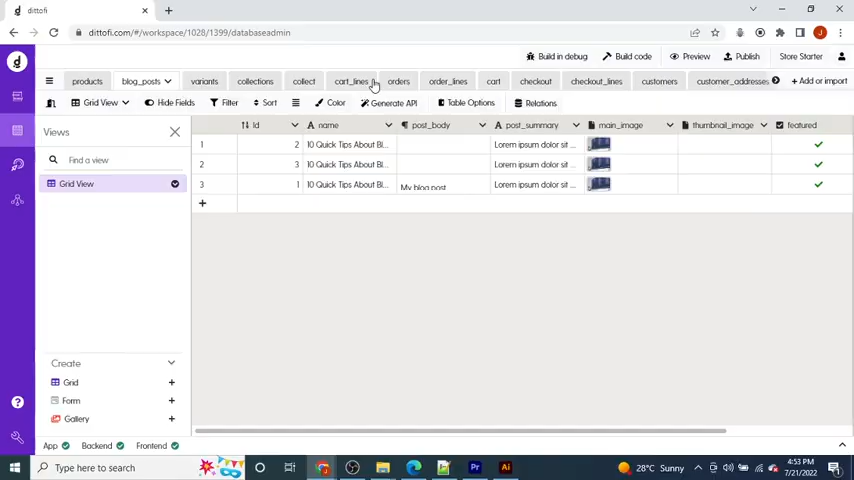 dittofi
dittofi.com/#/workspace/1028/1399/databaseadmin
J
Build in debug
Build code
Preview
Publish
Store Starter
products
blog_posts
variants
collections
collect
cart_lines
orders
order_lines
cart
checkout
checkout_lines
customers
customer_addresses
+ Add or import
Grid View
Hide Fields
Filter
Sort
Color
Generate API
Table Options
Relations
Views
Find a view
Grid View
Id
name
post_body
post_summary
main_image
thumbnail_image
featured
1
2
10 Quick Tips About Bl...
Lorem ipsum dolor sit ...
2
3
10 Quick Tips About Bl...
Lorem ipsum dolor sit ...
3
1
10 Quick Tips About Bl...
My blog post
Lorem ipsum dolor sit ...
+
Create
Grid
+
Form
+
Gallery
+
App
Backend
Frontend
Type here to search
Pr
Ai
28°C Sunny
4:53 PM
7/21/2022